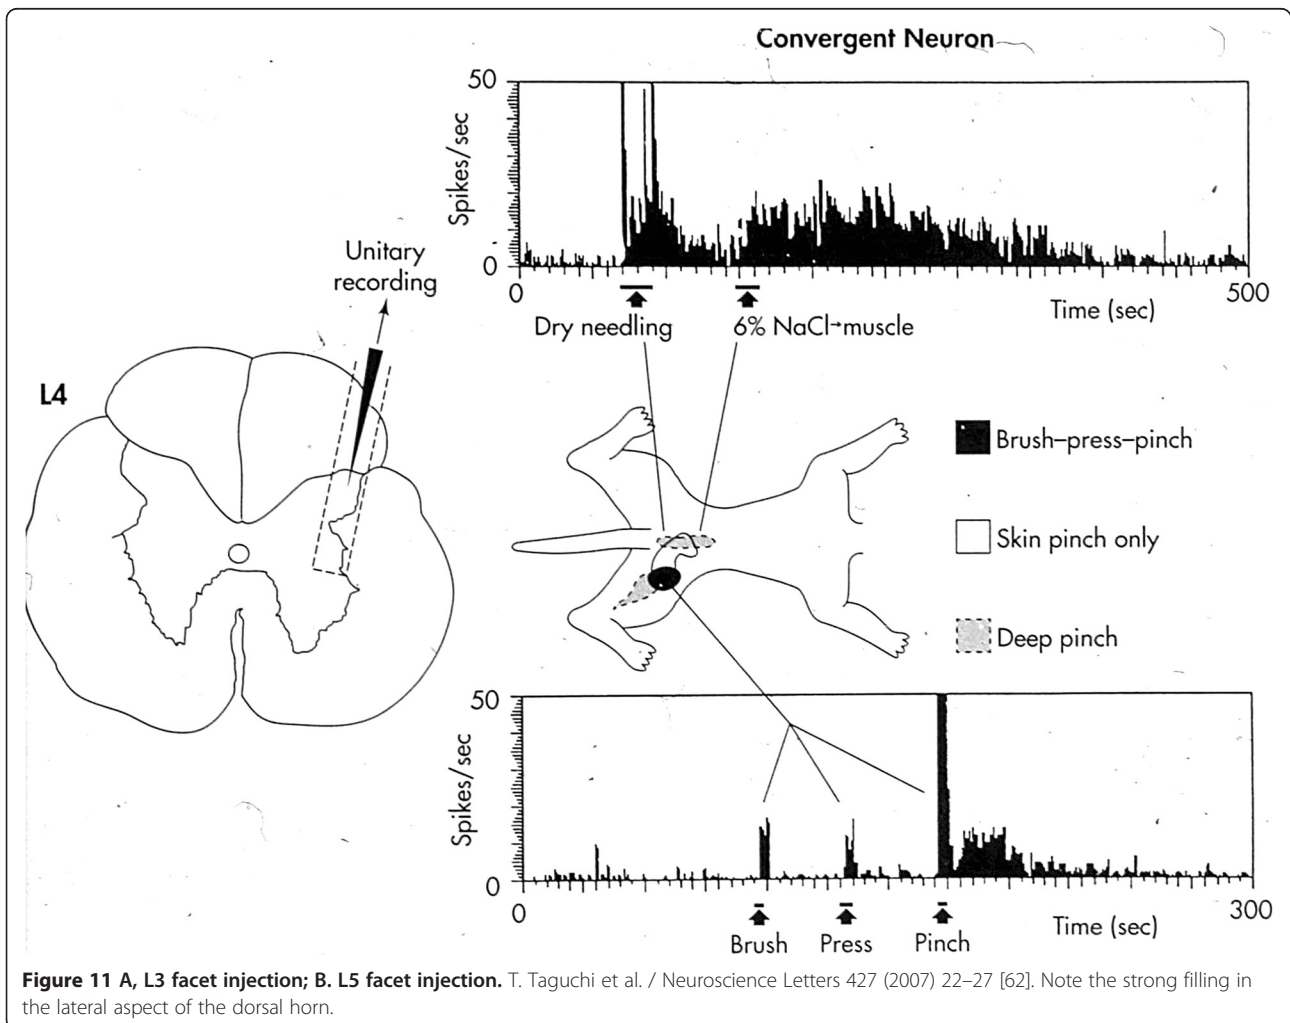 Convergent Neuron
50
Spikes/sec
0
0
500
Time (sec)
Dry needling
6% NaCl→muscle
Unitary
recording
L4
Brush–press–pinch
Skin pinch only
Deep pinch
50
Spikes/sec
0
0
300
Time (sec)
Brush
Press
Pinch
Figure 11 A, L3 facet injection; B. L5 facet injection. T. Taguchi et al. / Neuroscience Letters 427 (2007) 22–27 [62]. Note the strong filling in
the lateral aspect of the dorsal horn.